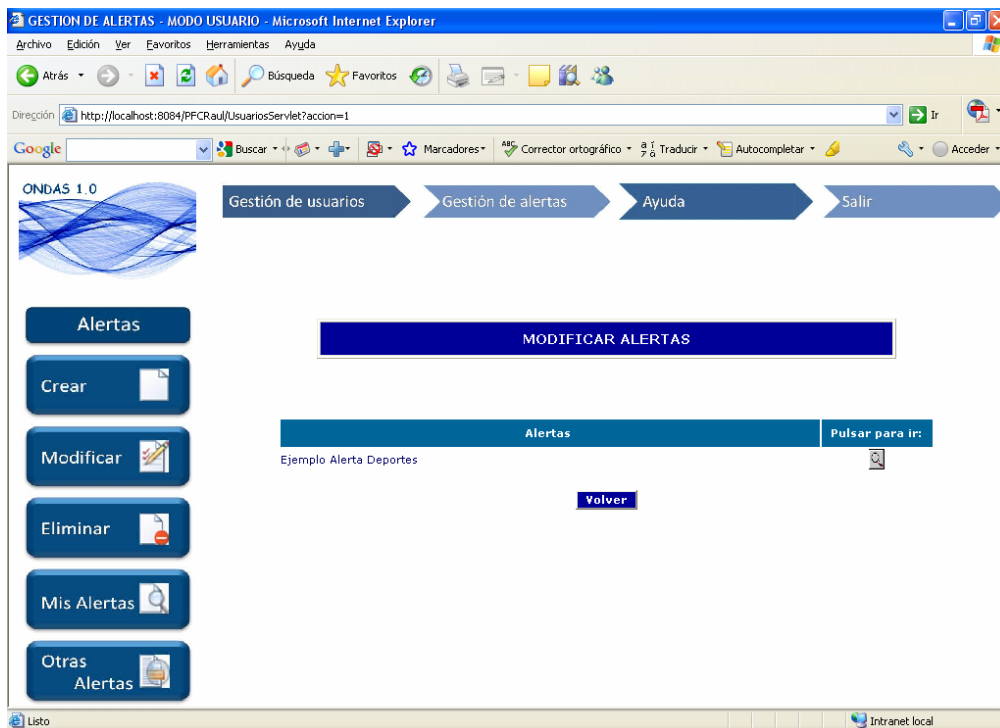 GESTION DE ALERTAS - MODO USUARIO - Microsoft Internet Explorer
Archivo Edición Ver Favoritos Herramientas Ayuda
Atrás Búsqueda Favoritos
Dirección http://localhost:8084/PFCRaul/UsuariosServlet?accion=1 Ir
Google Buscar Marcadores Corrector ortográfico Traducir Autocompletar Acceder
ONDAS 1.0
Gestión de usuarios Gestión de alertas Ayuda Salir
Alertas
Crear
Modificar
Eliminar
Mis Alertas
Otras
Alertas
MODIFICAR ALERTAS
Alertas Pulsar para ir:
Ejemplo Alerta Deportes
Volver
Listo Intranet local